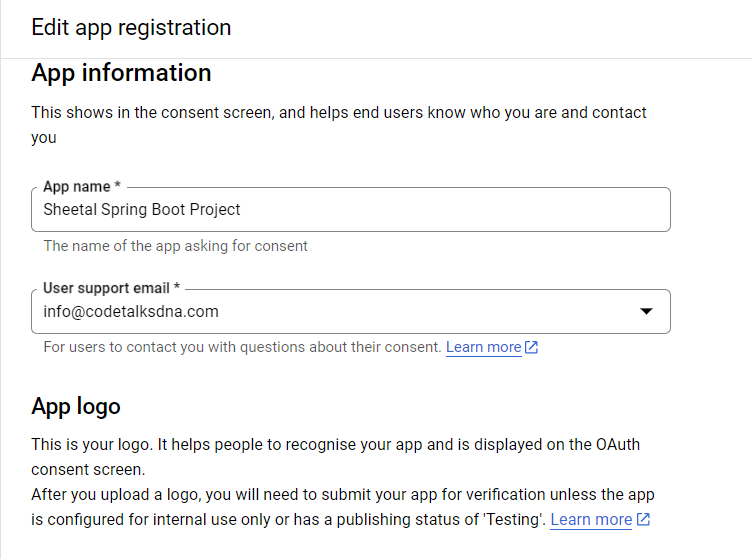 Edit app registration
App information
This shows in the consent screen, and helps end users know who you are and contact
you
App name *
Sheetal Spring Boot Project
The name of the app asking for consent
User support email *
info@codetalksdna.com
For users to contact you with questions about their consent. Learn more
App logo
This is your logo. It helps people to recognise your app and is displayed on the OAuth
consent screen.
After you upload a logo, you will need to submit your app for verification unless the app
is configured for internal use only or has a publishing status of 'Testing'. Learn more